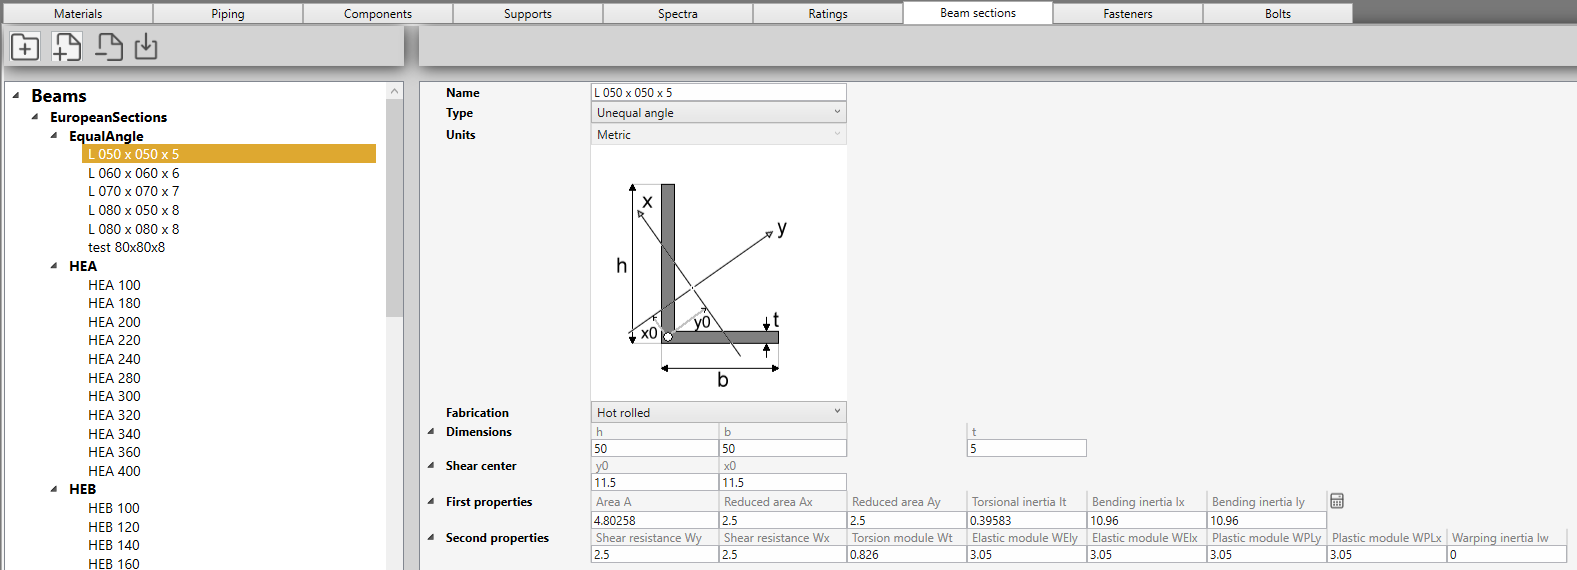 Materials Piping Components Supports Spectra Ratings Beam sections Fasteners Bolts
Beams
EuropeanSections
EqualAngle
L 050 x 050 x 5
L 060 x 060 x 6
L 070 x 070 x 7
L 080 x 050 x 8
L 080 x 080 x 8
test 80x80x8
HEA
HEA 100
HEA 180
HEA 200
HEA 220
HEA 240
HEA 280
HEA 300
HEA 320
HEA 340
HEA 360
HEA 400
HEB
HEB 100
HEB 120
HEB 140
HEB 160
Name L 050 x 050 x 5
Type Unequal angle
Units Metric
x
y
h
t
x0 y0
b
Fabrication Hot rolled
Dimensions h b t
50 50 5
Shear center y0 x0
11.5 11.5
First properties Area A Reduced area Ax Reduced area Ay Torsional inertia It Bending inertia Ix Bending inertia Iy
4.80258 2.5 2.5 0.39583 10.96 10.96
Second properties Shear resistance Wy Shear resistance Wx Torsion module Wt Elastic module WEly Elastic module WElx Plastic module WPLy Plastic module WPLx Warping inertia Iw
2.5 2.5 0.826 3.05 3.05 3.05 3.05 0